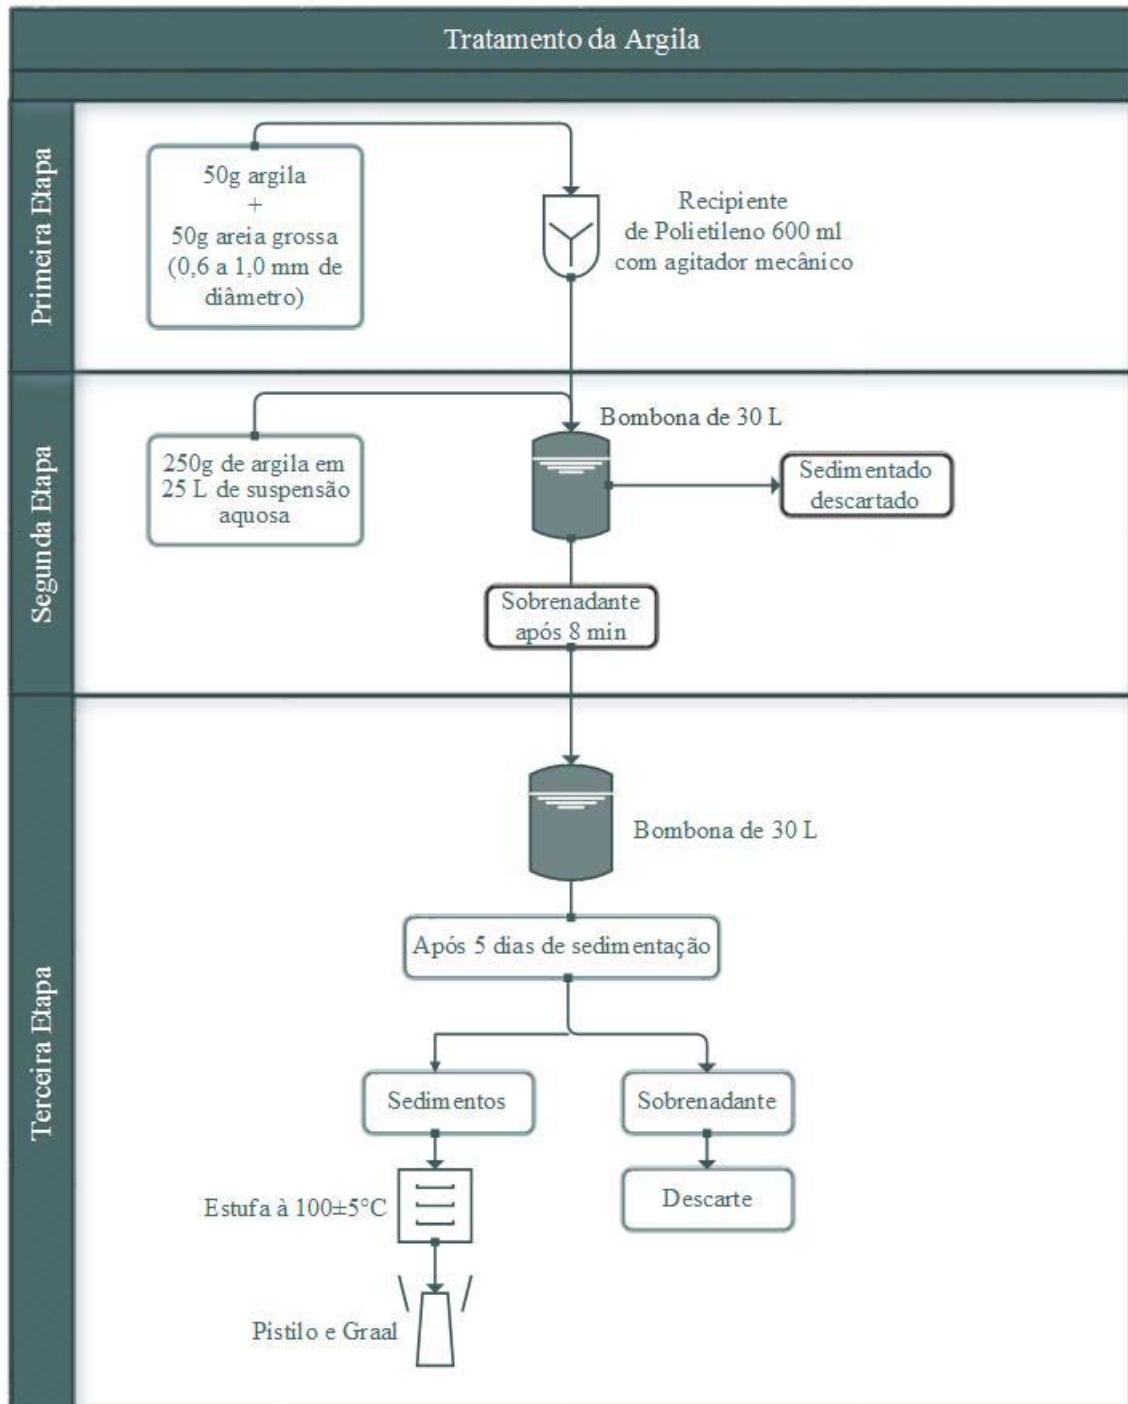 Tratamento da Argila
Primeira Etapa
50g argila
+
50g areia grossa
(0,6 a 1,0 mm de
diâmetro)
Recipiente
de Polietileno 600 ml
com agitador mecânico
Segunda Etapa
250g de argila em
25 L de suspensão
aquosa
Bombona de 30 L
Sedimentado
descartado
Sobrenadante
após 8 min
Terceira Etapa
Bombona de 30 L
Após 5 dias de sedimentação
Sedimentos
Sobrenadante
Estufa à 100±5°C
Descarte
Pistilo e Graal